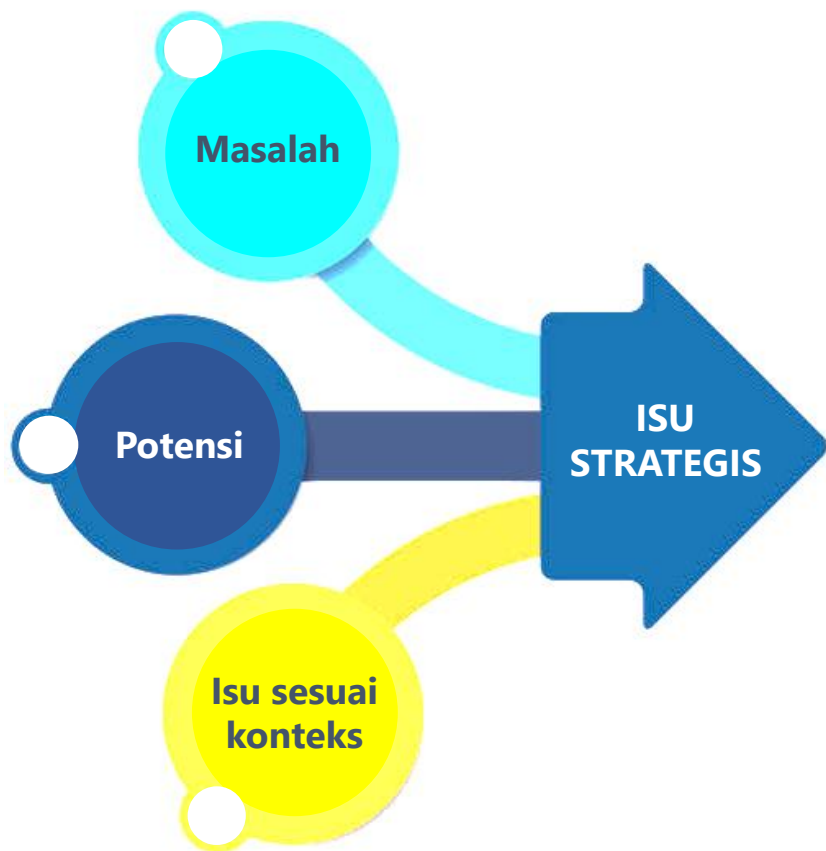 Masalah
Potensi
ISU
STRATEGIS
Isu sesuai
konteks